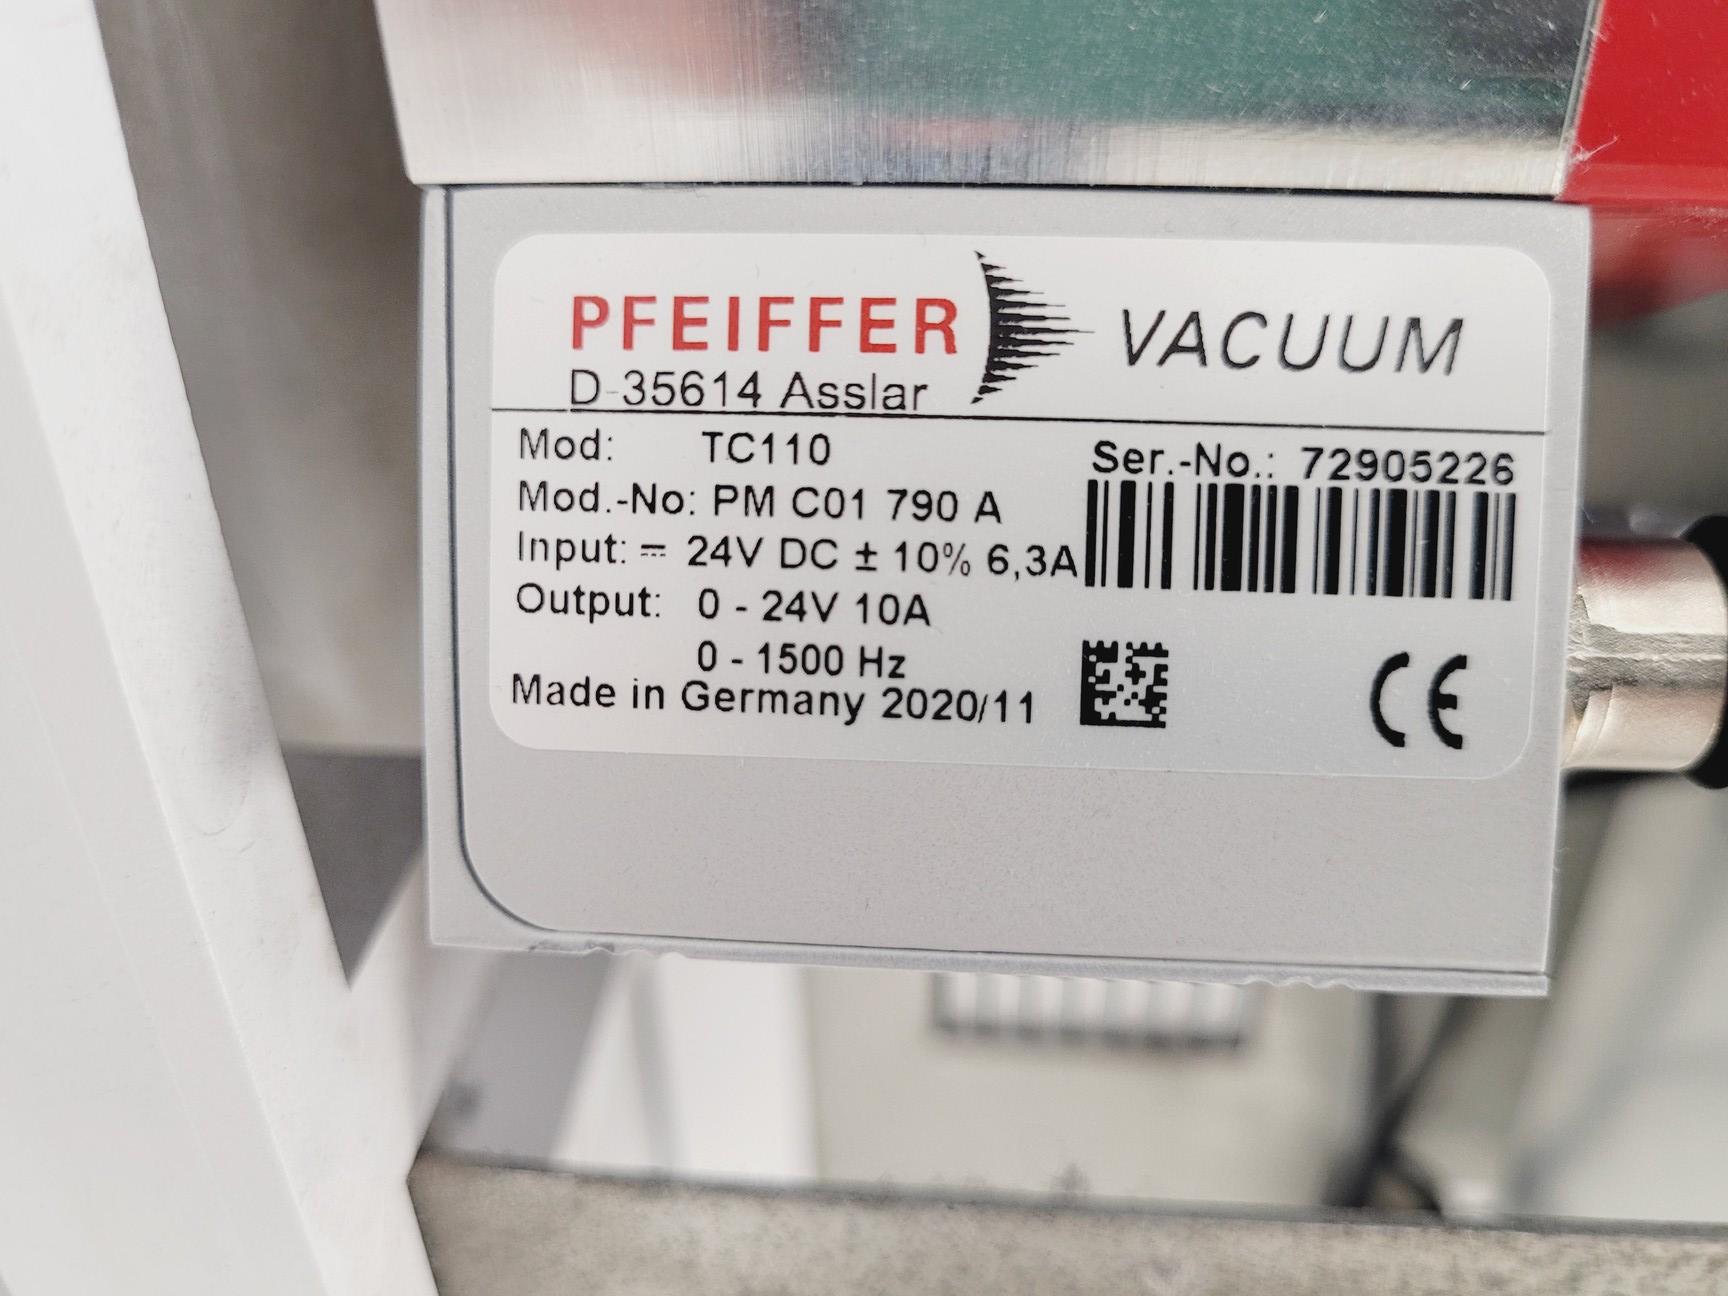 PFEIFFER VACUUM
D-35614 Asslar
Mod: TC110
Ser.-No.: 72905226
Mod.-No: PM C01 790 A
Input: ⎓ 24V DC ± 10% 6,3A
Output: 0 - 24V 10A
0 - 1500 Hz
Made in Germany 2020/11
CE